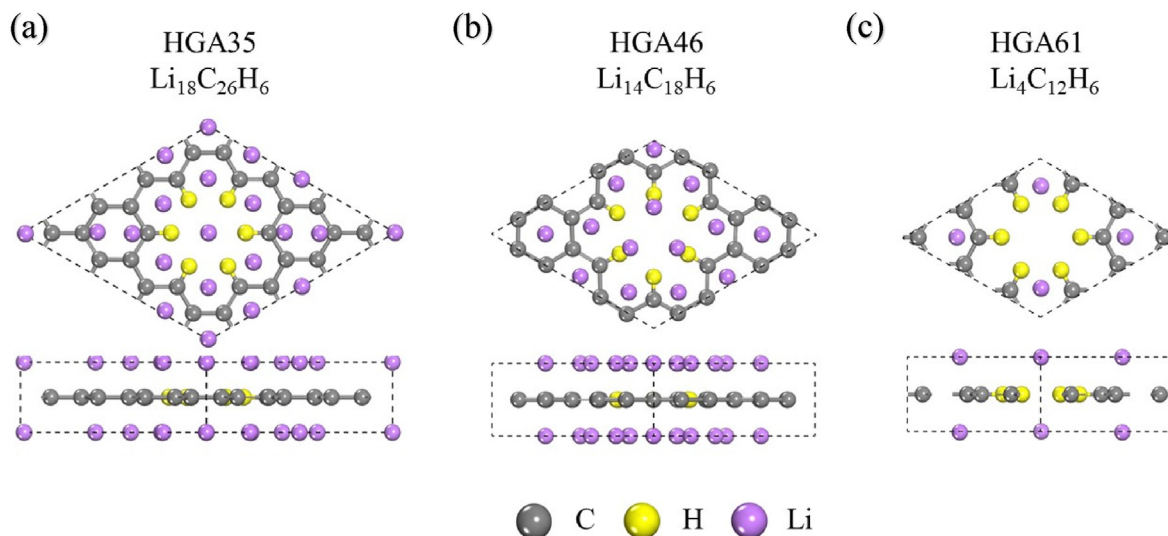 (a)
HGA35
Li₁₈C₂₆H₆
(b)
HGA46
Li₁₄C₁₈H₆
(c)
HGA61
Li₄C₁₂H₆
C H Li